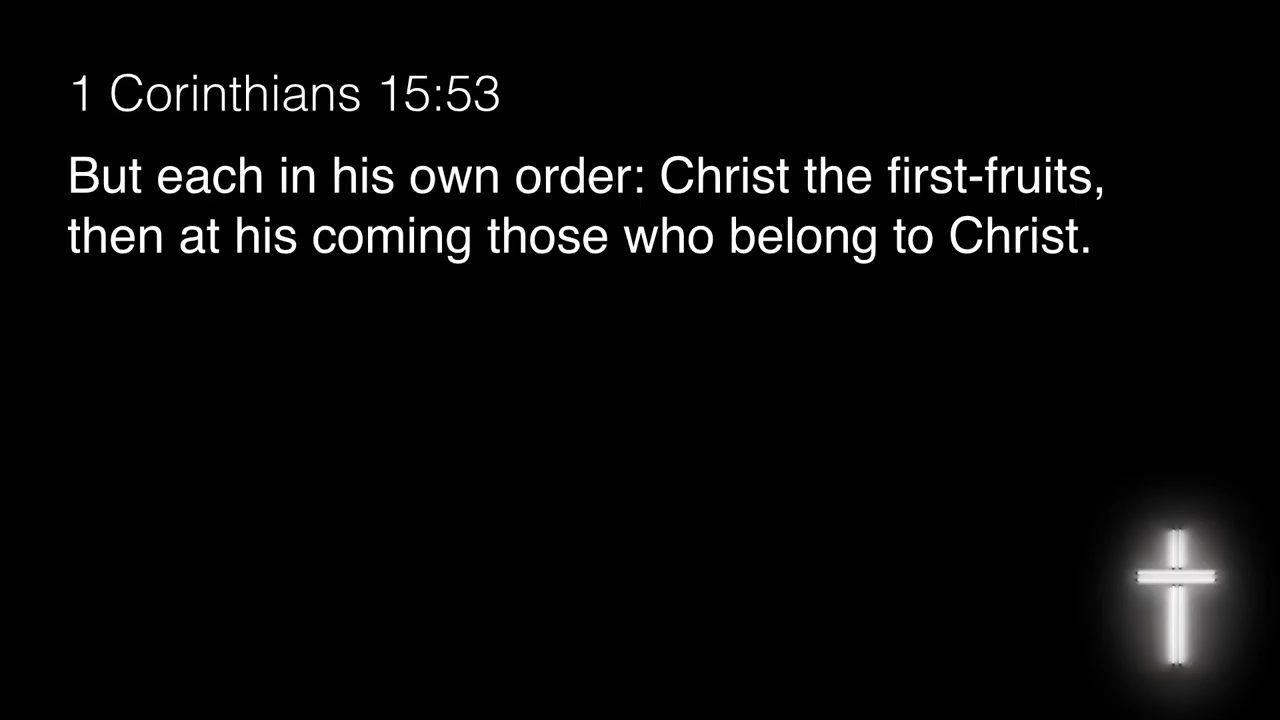 1 Corinthians 15:53
But each in his own order: Christ the first-fruits,
then at his coming those who belong to Christ.